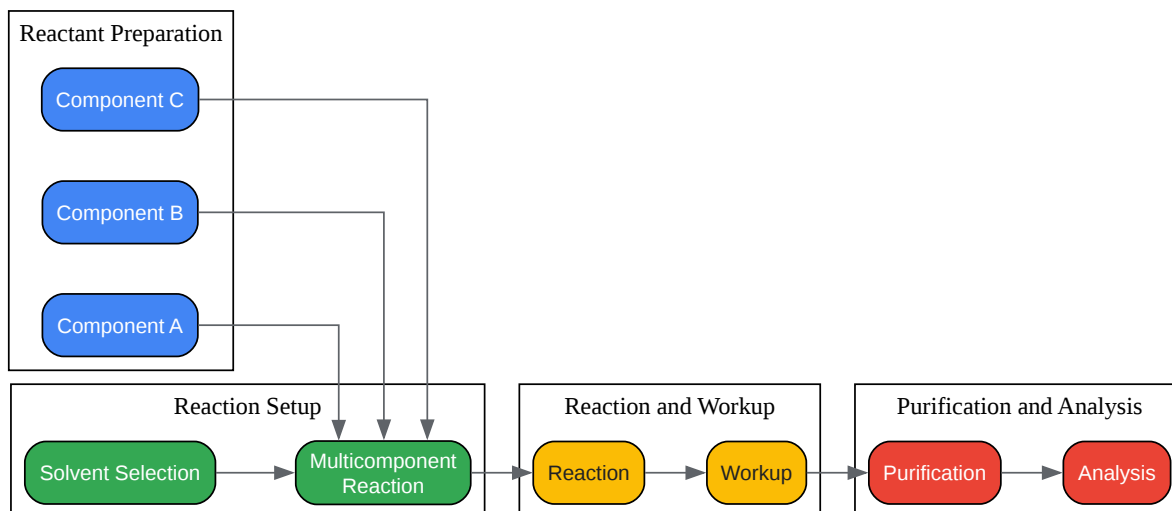 Reactant Preparation
Component C
Component B
Component A
Reaction Setup
Solvent Selection
Multicomponent
Reaction
Reaction and Workup
Reaction
Workup
Purification and Analysis
Purification
Analysis